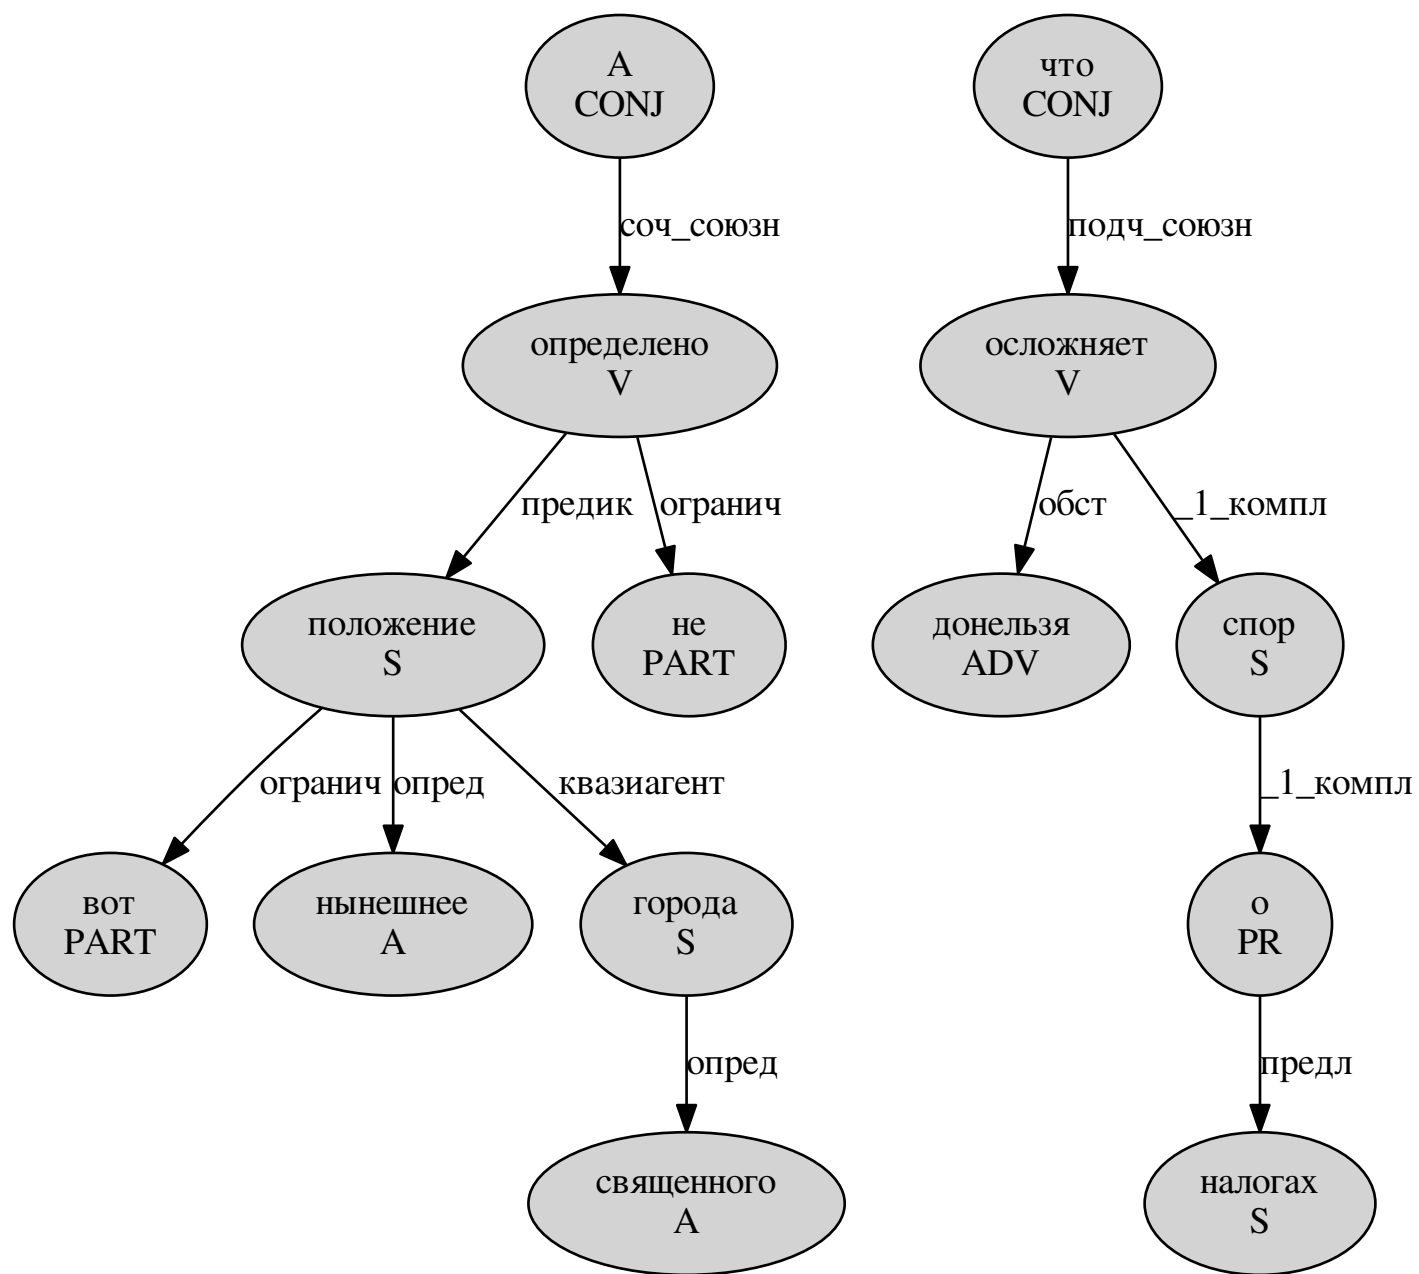 А
CONJ
что
CONJ
соч_союзн
подч_союзн
определено
V
осложняет
V
предик
огранич
обст
_1_компл
положение
S
не
PART
донельзя
ADV
спор
S
огранич
опред
квазиагент
_1_компл
вот
PART
нынешнее
A
города
S
о
PR
опред
предл
священного
A
налогах
S